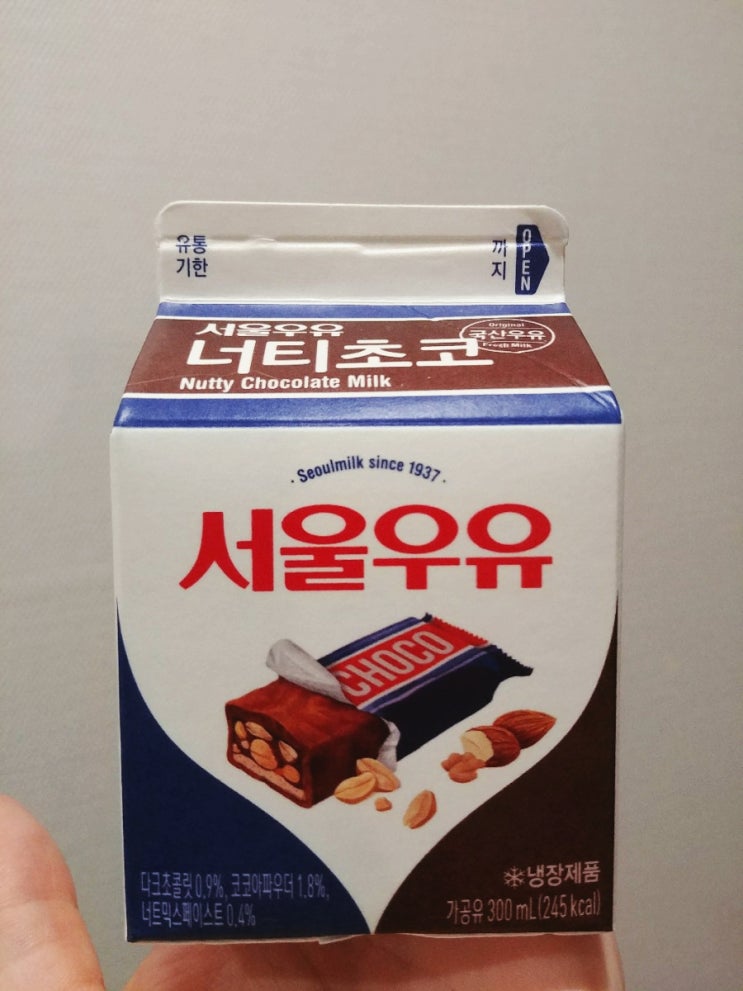 유통
기한
까
지
OPEN
서울우유
너티초코
Nutty Chocolate Milk
Original
국산우유
Fresh Milk
· Seoulmilk since 1937 ·
서울우유
CHOCO
다크초콜릿 0.9%, 코코아파우더 1.8%,
너트믹스페이스트 0.4%
냉장제품
가공유 300 mL(245 kcal)